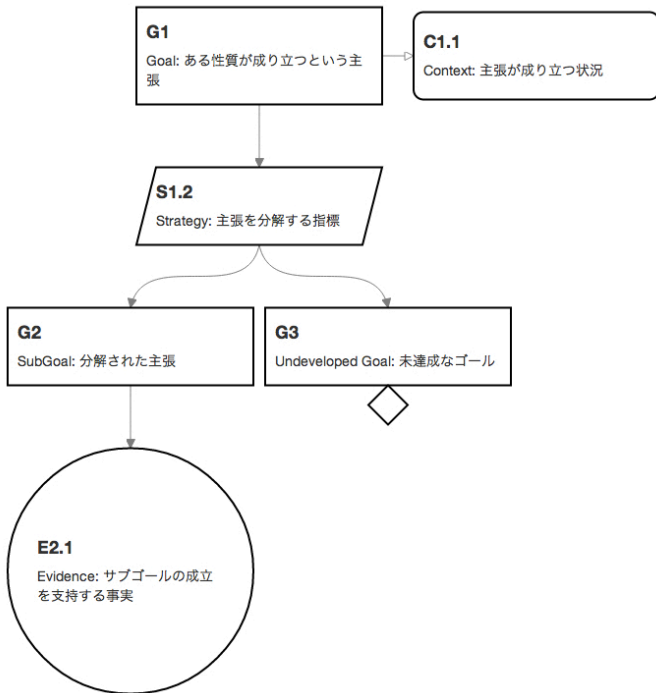 G1
Goal: ある性質が成り立つという主
張
C1.1
Context: 主張が成り立つ状況
S1.2
Strategy: 主張を分解する指標
G2
SubGoal: 分解された主張
G3
Undeveloped Goal: 未達成なゴール
E2.1
Evidence: サブゴールの成立
を支持する事実